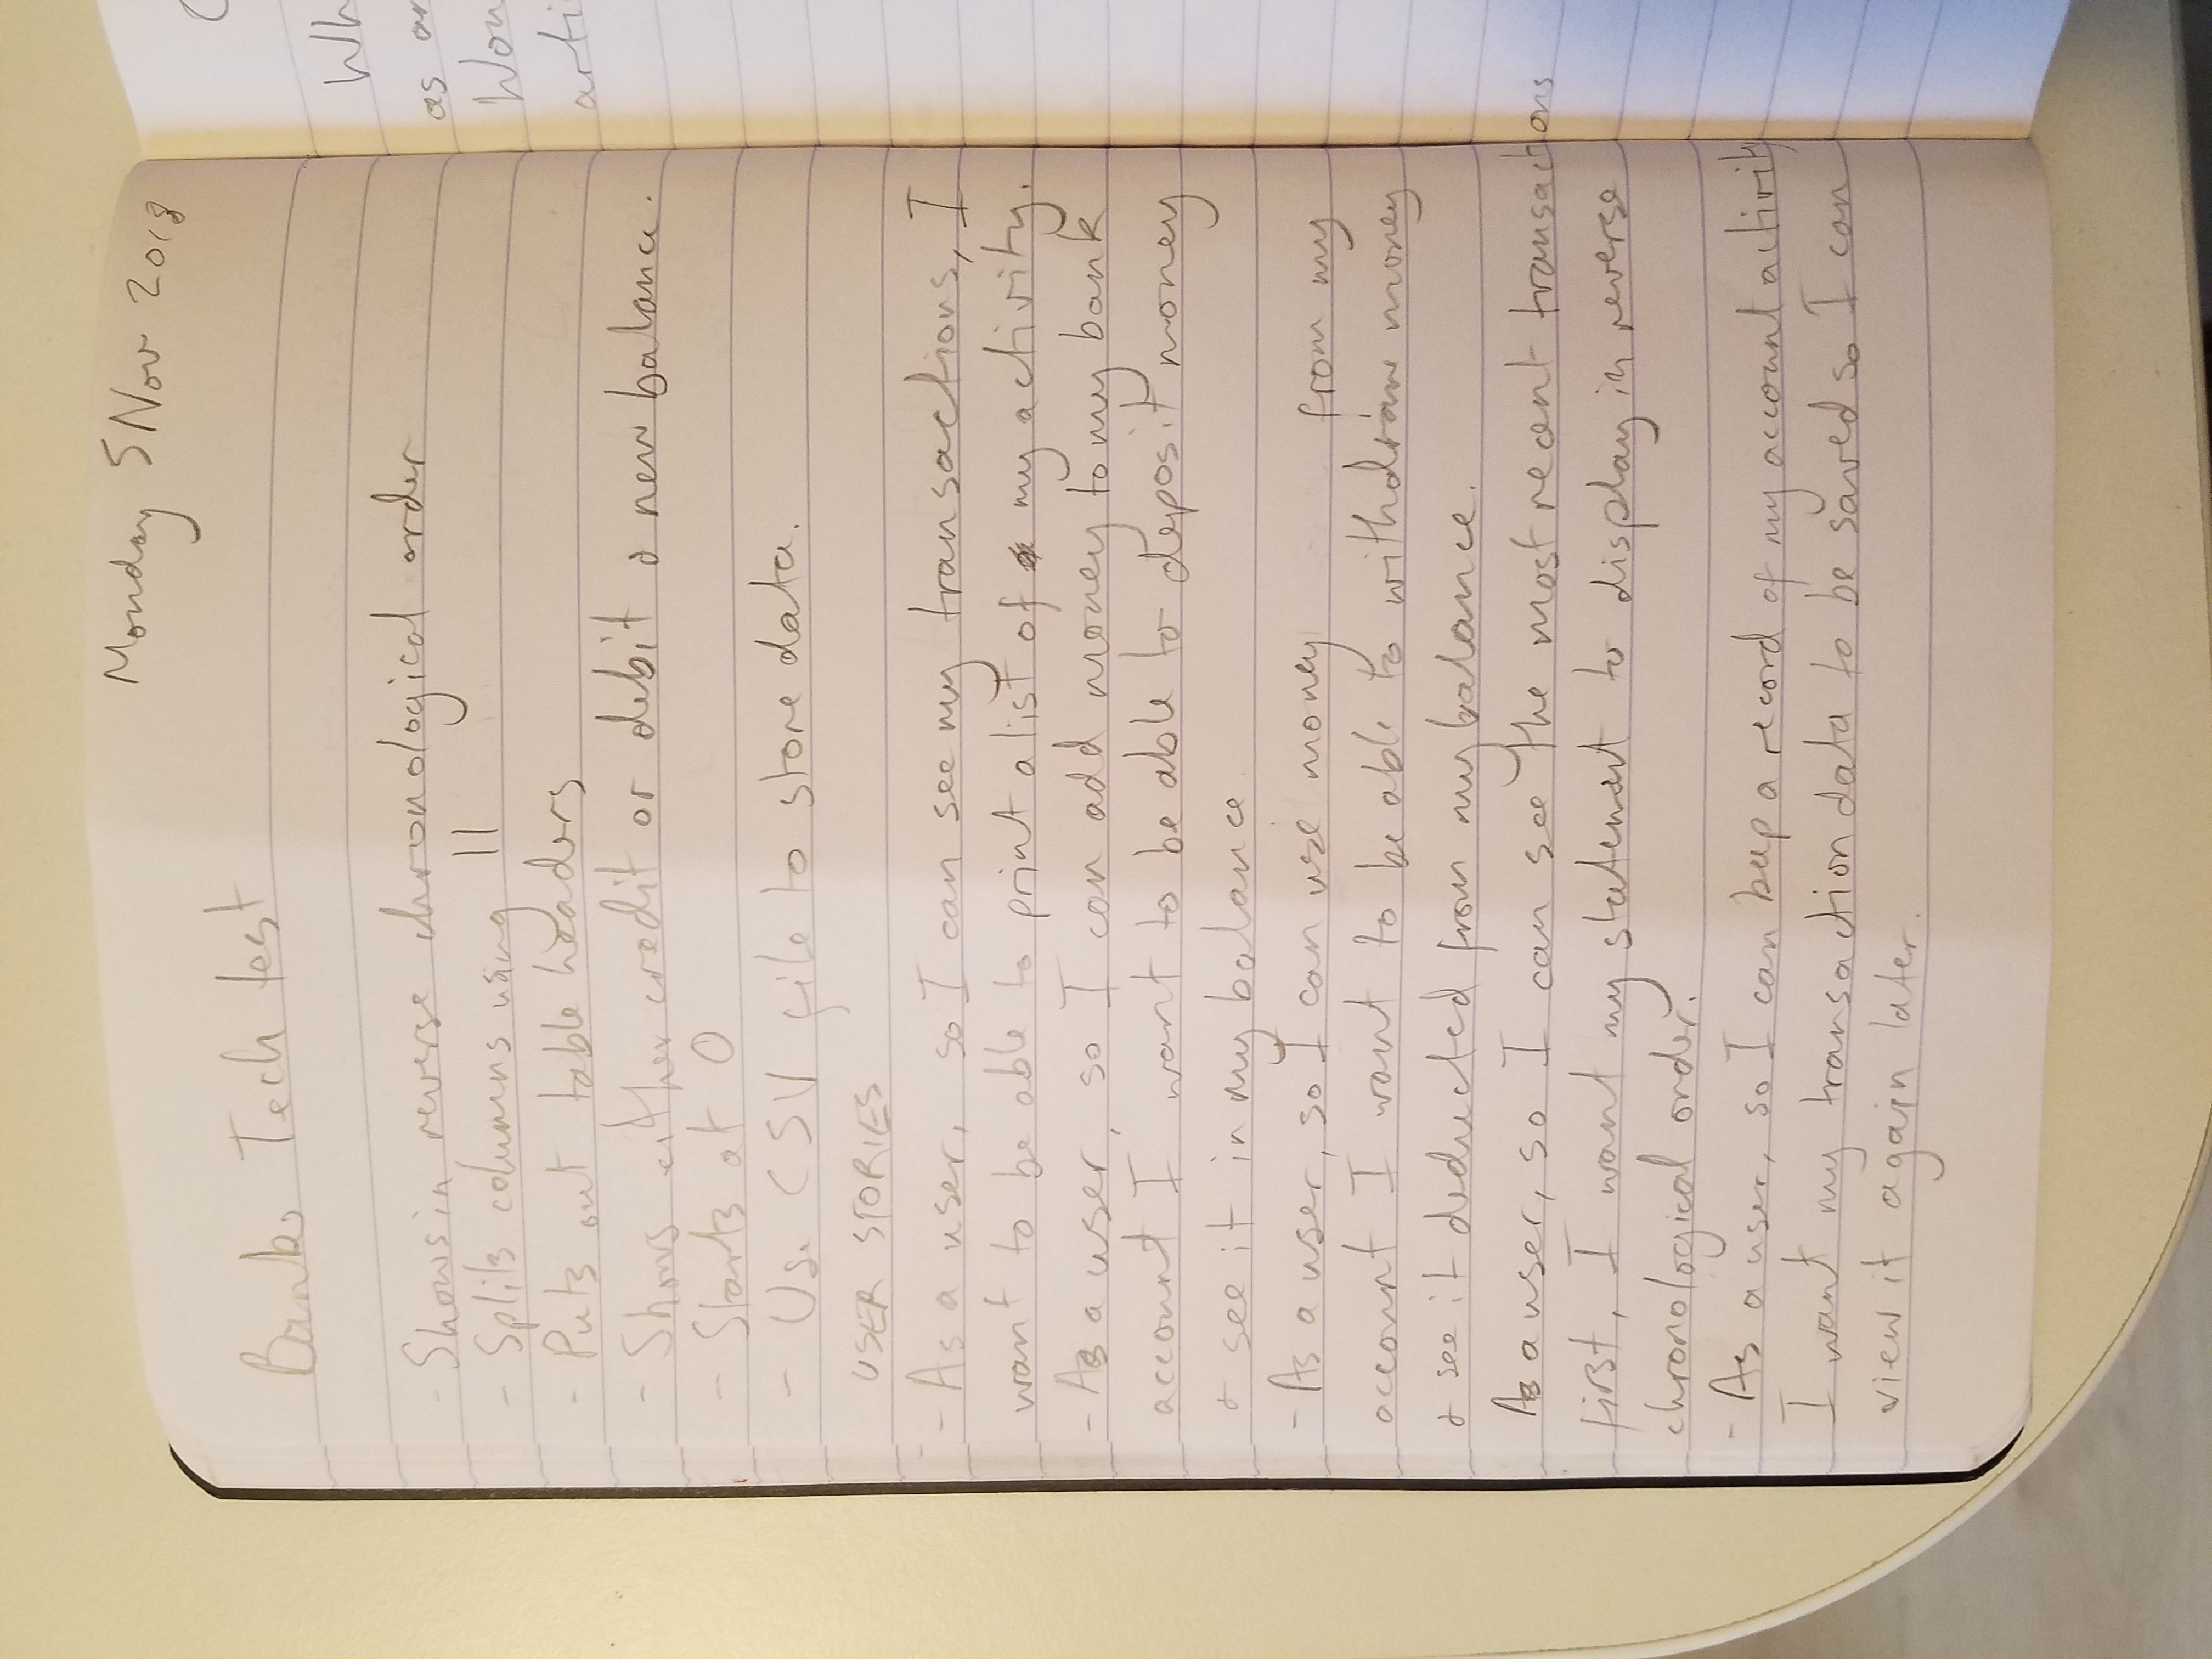 Monday 5 Nov 2018
Bank Tech test
- Shows in reverse chronological order
- Splits columns using ||
- Puts out table headers
- Shows either credit or debit & new balance.
- Starts at 0
- Use CSV file to store data.
USER STORIES
- As a user, so I can see my transactions, I
want to be able to print a list of my activity.
- As a user, so I can add money to my bank
account I want to be able to deposit money
& see it in my balance.
- As a user, so I can use money from my
account I want to be able to withdraw money
& see it deducted from my balance.
As a user, so I can see the most recent transactions
first, I want my statement to display in reverse
chronological order.
- As a user, so I can keep a record of my account activity
I want my transaction data to be saved so I can
view it again later.
Wh
as
Wou
arti